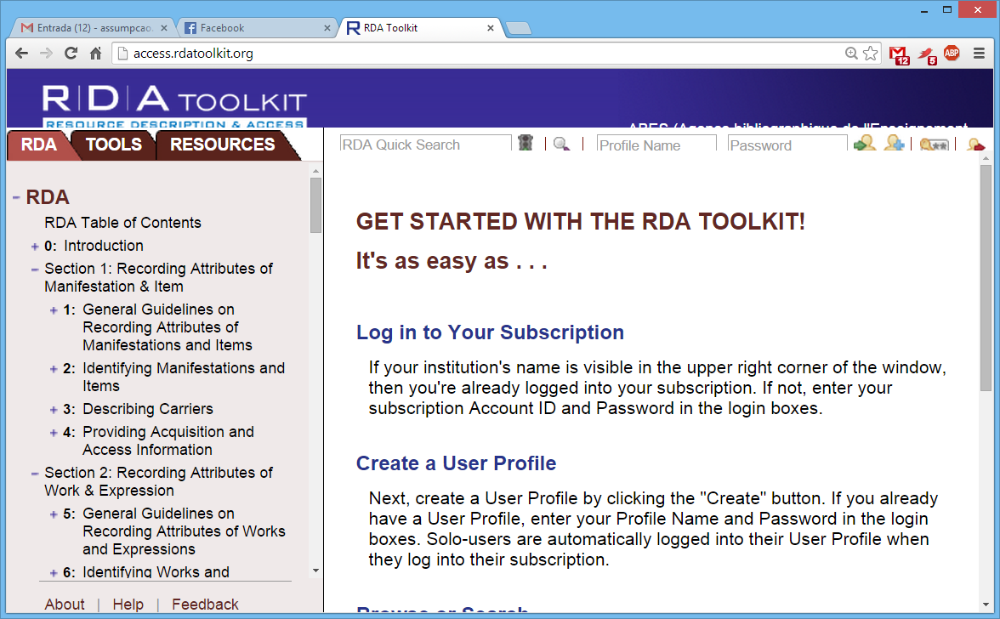 Entrada (12) - assumpcao.
Facebook
RDA Toolkit
access.rdatoolkit.org
12
5
ABP
R|D|A TOOLKIT
RESOURCE DESCRIPTION & ACCESS
ABES (Agence bibliographique de l'Enseignement
RDA
TOOLS
RESOURCES
RDA Quick Search
Profile Name
Password
RDA
RDA Table of Contents
0: Introduction
Section 1: Recording Attributes of
Manifestation & Item
1: General Guidelines on
Recording Attributes of
Manifestations and Items
2: Identifying Manifestations and
Items
3: Describing Carriers
4: Providing Acquisition and
Access Information
Section 2: Recording Attributes of
Work & Expression
5: General Guidelines on
Recording Attributes of Works
and Expressions
6: Identifying Works and
About | Help | Feedback
GET STARTED WITH THE RDA TOOLKIT!
It's as easy as . . .
Log in to Your Subscription
If your institution's name is visible in the upper right corner of the window,
then you're already logged into your subscription. If not, enter your
subscription Account ID and Password in the login boxes.
Create a User Profile
Next, create a User Profile by clicking the "Create" button. If you already
have a User Profile, enter your Profile Name and Password in the login
boxes. Solo-users are automatically logged into their User Profile when
they log into their subscription.
Browse or Search